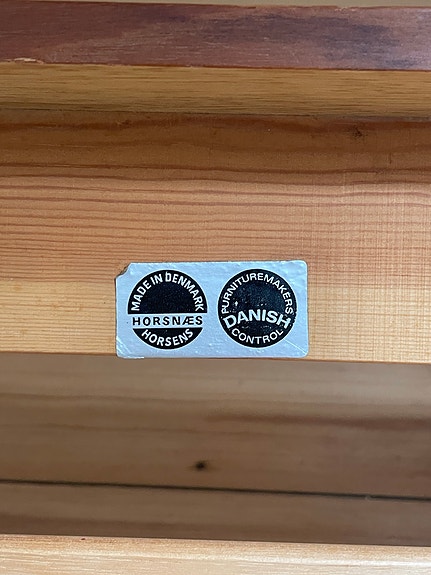 MADE IN DENMARK
HORSNÆS
HORSENS
FURNITUREMAKERS
DANISH
CONTROL